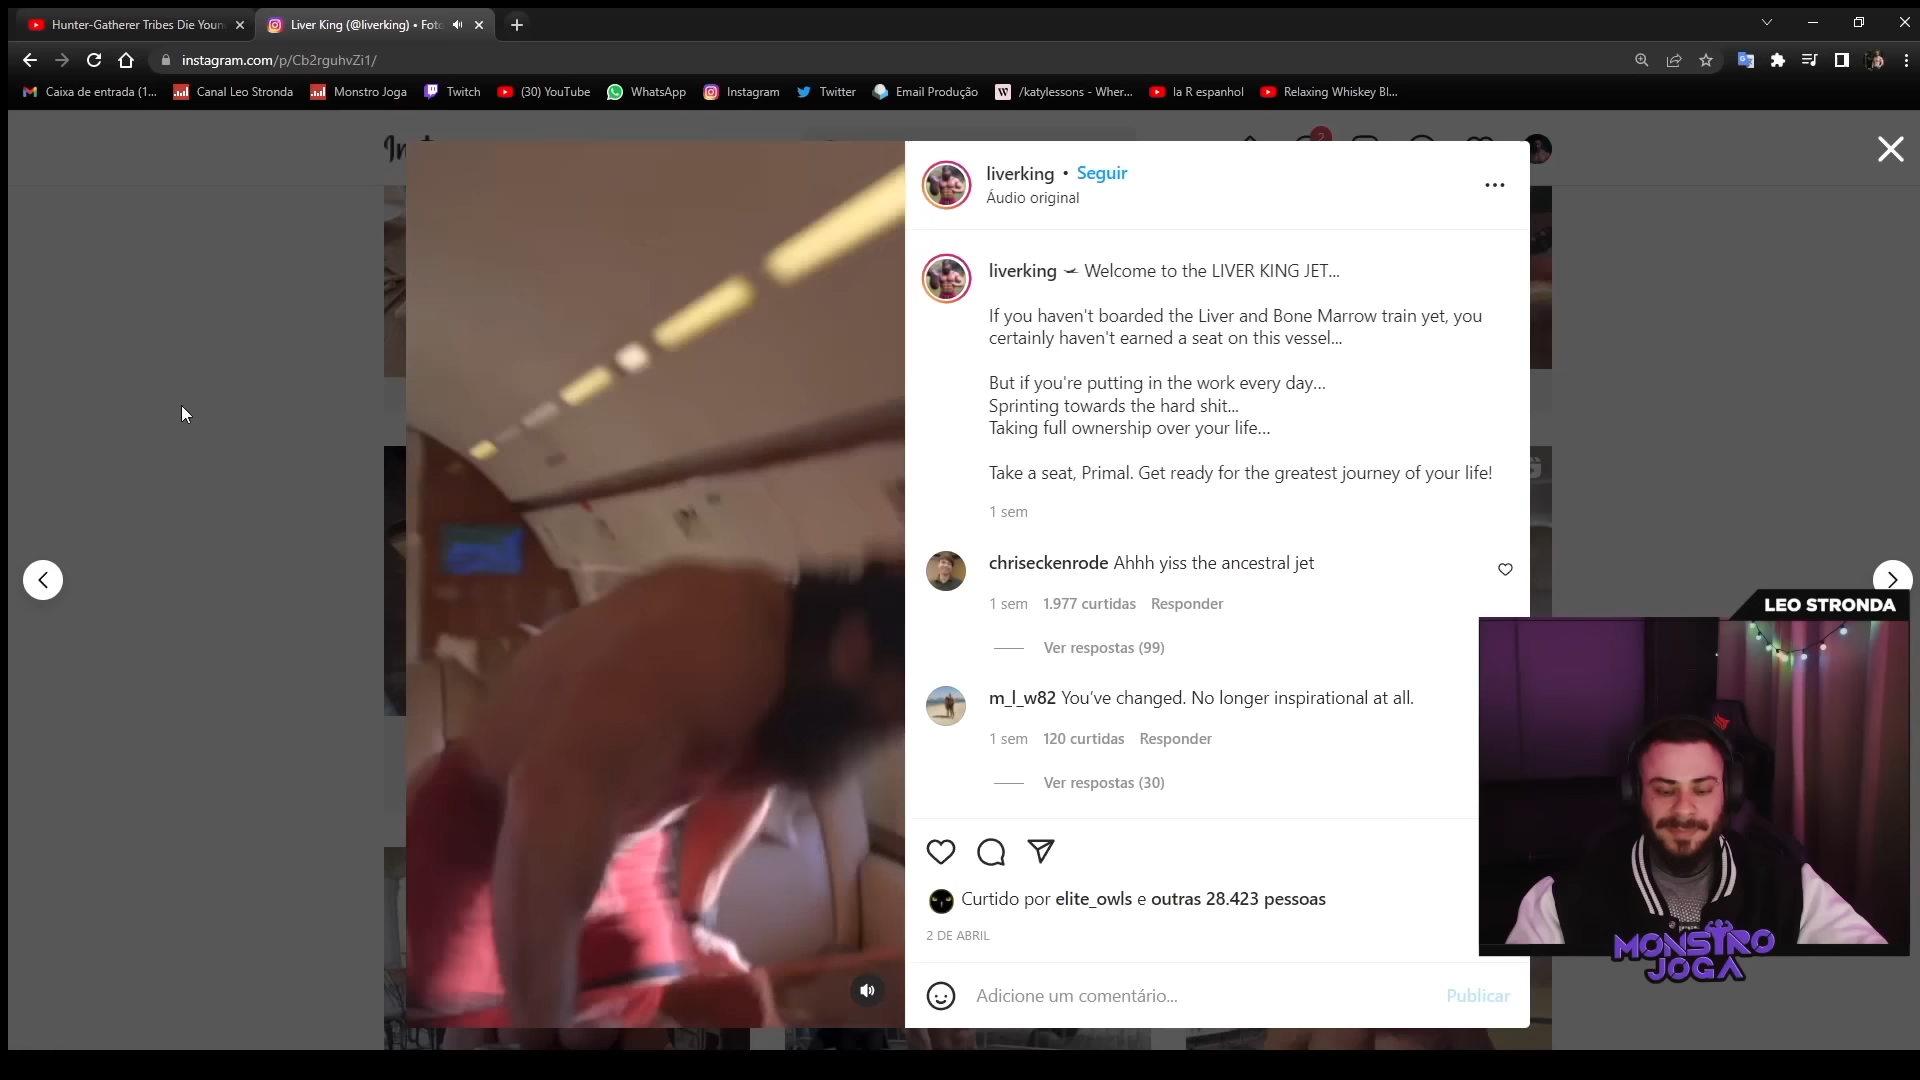 Hunter-Gatherer Tribes Die Youn
Liver King (@liverking) • Foto
instagram.com/p/Cb2rguhvZi1/
Caixa de entrada (1...
Canal Leo Stronda
Monstro Joga
Twitch
(30) YouTube
WhatsApp
Instagram
Twitter
Email Produção
/katylessons - Wher...
la R espanhol
Relaxing Whiskey Bl...
2
liverking • Seguir
Áudio original
liverking Welcome to the LIVER KING JET...
If you haven't boarded the Liver and Bone Marrow train yet, you
certainly haven't earned a seat on this vessel...
But if you're putting in the work every day...
Sprinting towards the hard shit...
Taking full ownership over your life...
Take a seat, Primal. Get ready for the greatest journey of your life!
1 sem
chriseckenrode Ahhh yiss the ancestral jet
1 sem 1.977 curtidas Responder
Ver respostas (99)
m_l_w82 You've changed. No longer inspirational at all.
1 sem 120 curtidas Responder
Ver respostas (30)
Curtido por elite_owls e outras 28.423 pessoas
2 DE ABRIL
Adicione um comentário...
Publicar
LEO STRONDA
MONSTRO
JOGA